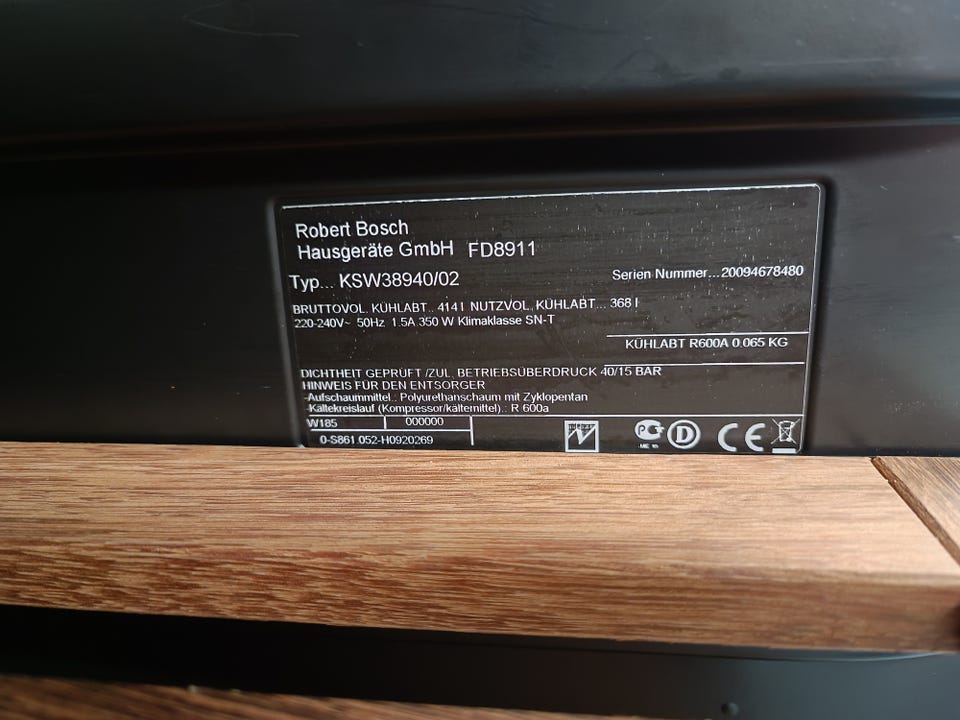 Robert Bosch
Hausgeräte GmbH FD8911
Typ... KSW38940/02 Serien Nummer...20094678480
BRUTTOVOL. KÜHLABT.. 414 l NUTZVOL. KÜHLABT... 368 l
220-240V~ 50Hz 1.5A 350 W Klimaklasse SN-T
KÜHLABT R600A 0.065 KG
DICHTHEIT GEPRÜFT /ZUL. BETRIEBSÜBERDRUCK 40/15 BAR
HINWEIS FÜR DEN ENTSORGER
-Aufschaummittel.: Polyurethanschaum mit Zyklopentan
-Kältekreislauf (Kompressor/kältemittel).: R 600a
W185 000000
0-S861.052-H0920269
D CE